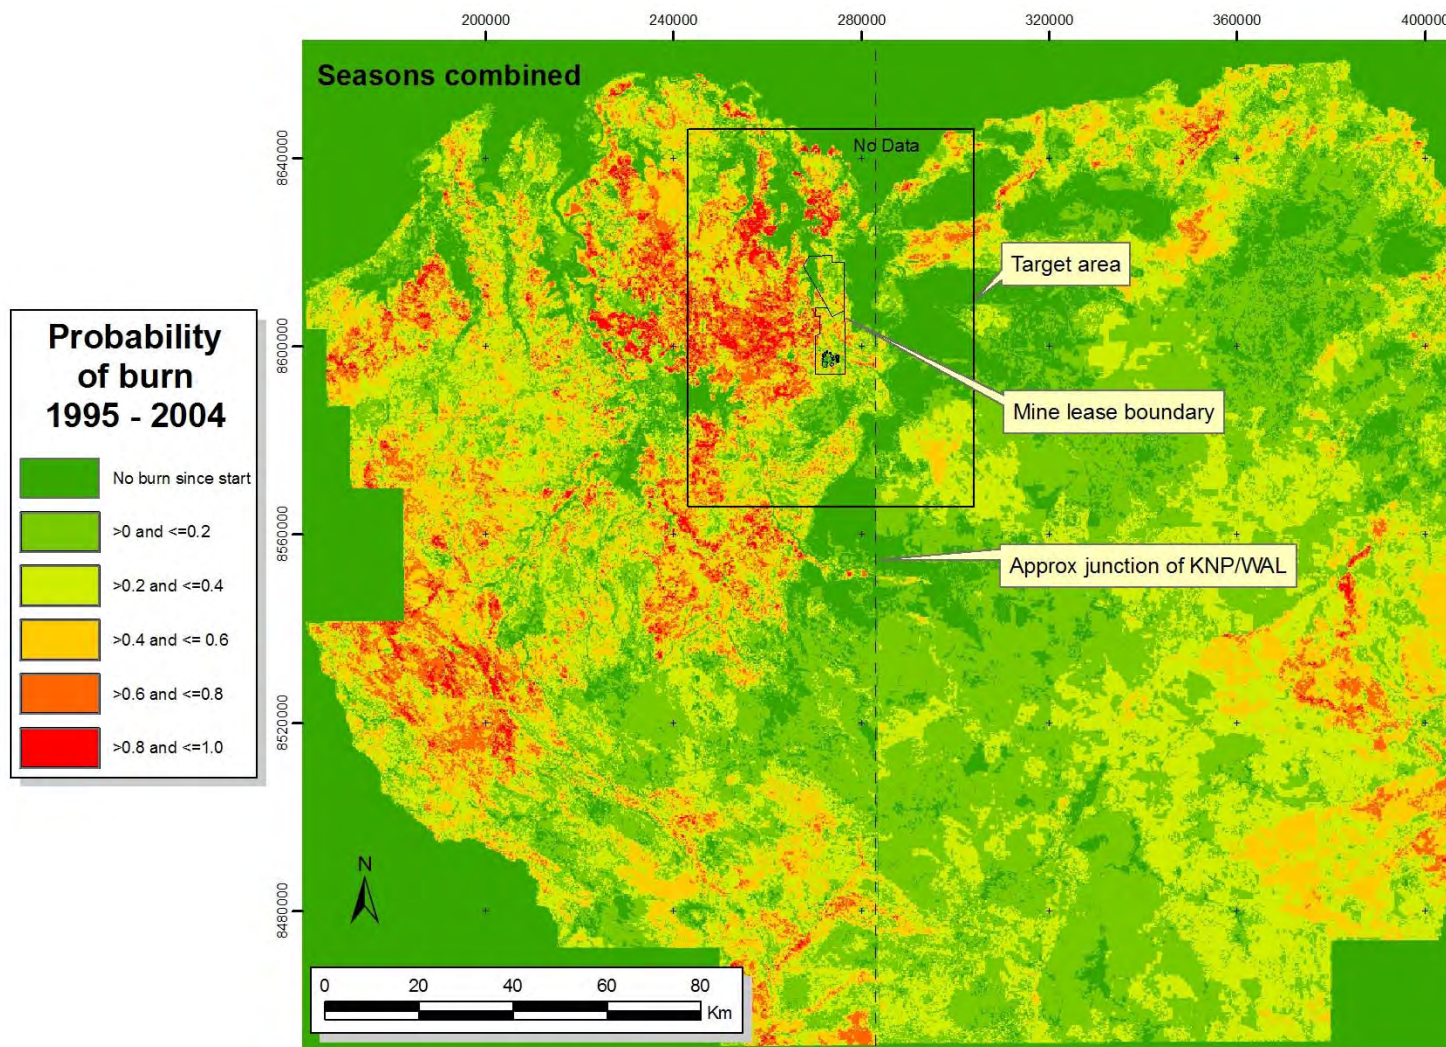 200000
240000
280000
320000
360000
400000
Seasons combined
No Data
8640000
8600000
8560000
8520000
8480000
Target area
Mine lease boundary
Approx junction of KNP/WAL
Probability
of burn
1995 - 2004
No burn since start
>0 and <=0.2
>0.2 and <=0.4
>0.4 and <= 0.6
>0.6 and <=0.8
>0.8 and <=1.0
N
0 20 40 60 80
Km